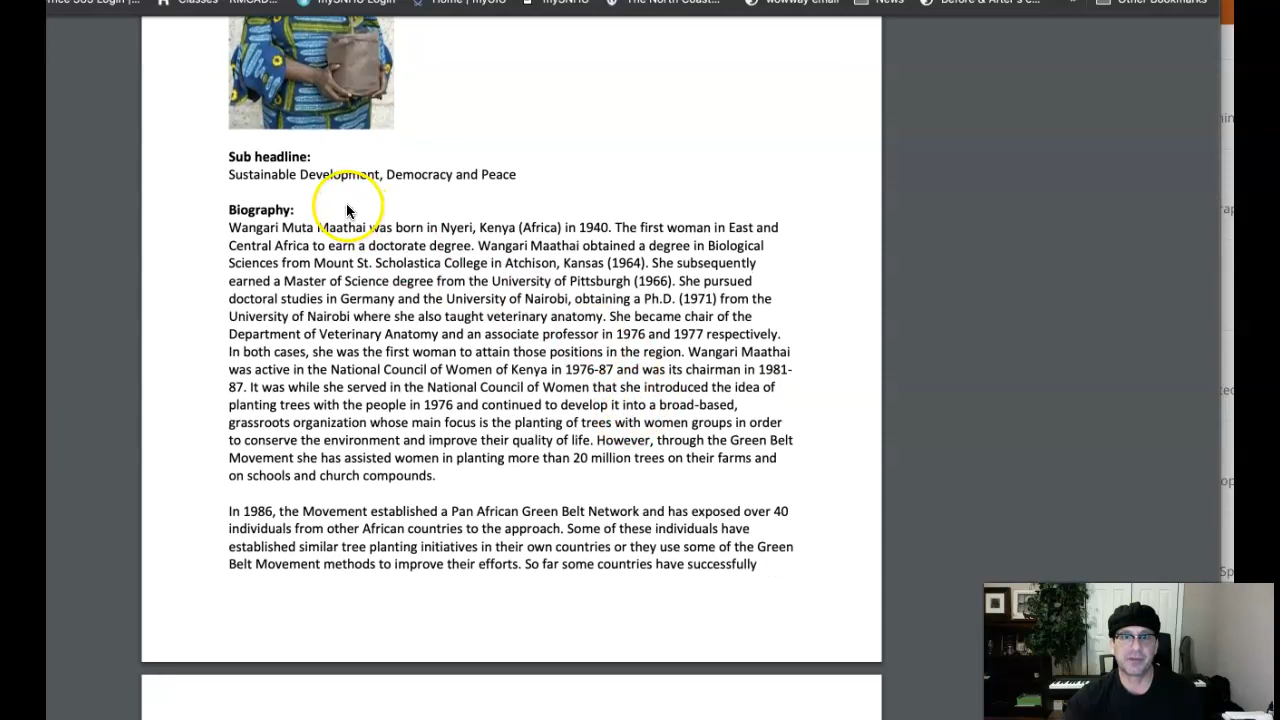 mySNHO Login
Sub headline:
Sustainable Development, Democracy and Peace
Biography:
Wangari Muta Maathai was born in Nyeri, Kenya (Africa) in 1940. The first woman in East and
Central Africa to earn a doctorate degree. Wangari Maathai obtained a degree in Biological
Sciences from Mount St. Scholastica College in Atchison, Kansas (1964). She subsequently
earned a Master of Science degree from the University of Pittsburgh (1966). She pursued
doctoral studies in Germany and the University of Nairobi, obtaining a Ph.D. (1971) from the
University of Nairobi where she also taught veterinary anatomy. She became chair of the
Department of Veterinary Anatomy and an associate professor in 1976 and 1977 respectively.
In both cases, she was the first woman to attain those positions in the region. Wangari Maathai
was active in the National Council of Women of Kenya in 1976-87 and was its chairman in 1981-
87. It was while she served in the National Council of Women that she introduced the idea of
planting trees with the people in 1976 and continued to develop it into a broad-based,
grassroots organization whose main focus is the planting of trees with women groups in order
to conserve the environment and improve their quality of life. However, through the Green Belt
Movement she has assisted women in planting more than 20 million trees on their farms and
on schools and church compounds.
In 1986, the Movement established a Pan African Green Belt Network and has exposed over 40
individuals from other African countries to the approach. Some of these individuals have
established similar tree planting initiatives in their own countries or they use some of the Green
Belt Movement methods to improve their efforts. So far some countries have successfully